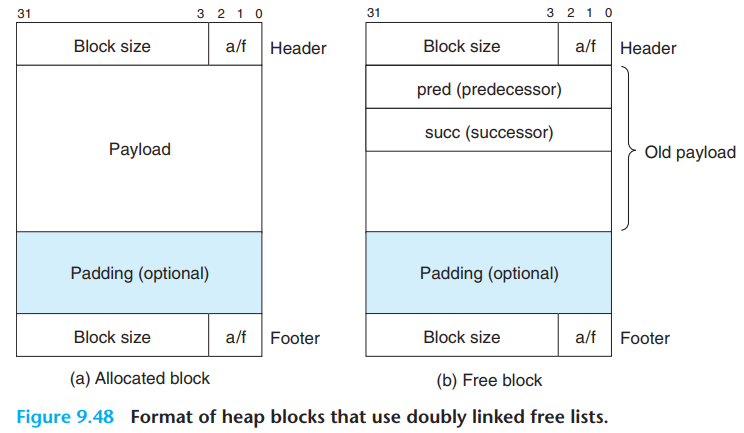 31 3 2 1 0
Block size a/f Header
Payload
Padding (optional)
Block size a/f Footer
(a) Allocated block
31 3 2 1 0
Block size a/f Header
pred (predecessor)
succ (successor)
Old payload
Padding (optional)
Block size a/f Footer
(b) Free block
Figure 9.48 Format of heap blocks that use doubly linked free lists.